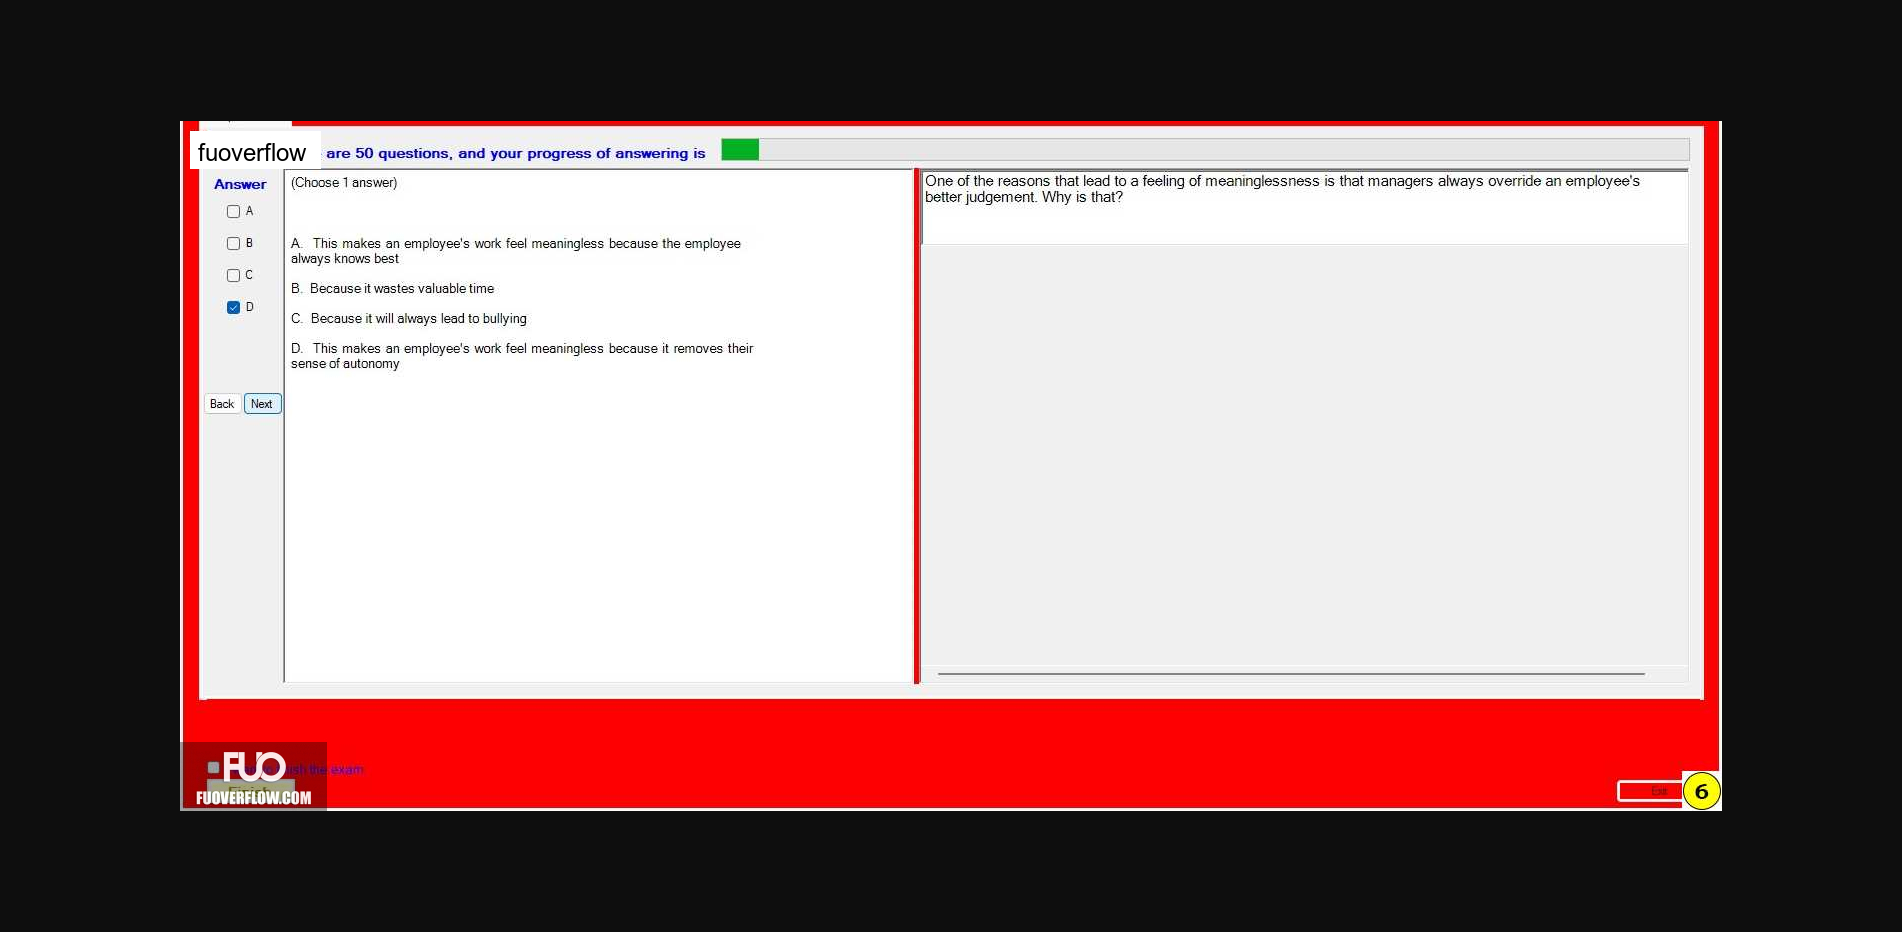 fuoverflow are 50 questions, and your progress of answering is
Answer
A
B
C
D
Back Next
(Choose 1 answer)
A. This makes an employee's work feel meaningless because the employee
always knows best
B. Because it wastes valuable time
C. Because it will always lead to bullying
D. This makes an employee's work feel meaningless because it removes their
sense of autonomy
One of the reasons that lead to a feeling of meaninglessness is that managers always override an employee's
better judgement. Why is that?
FUO
the exam
Finish
FUOVERFLOW.COM
Exit
6